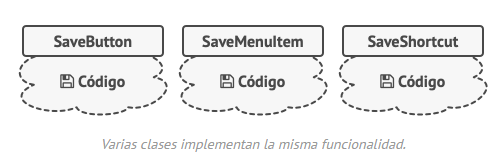 SaveButton SaveMenuItem SaveShortcut
Código Código Código
Varias clases implementan la misma funcionalidad.